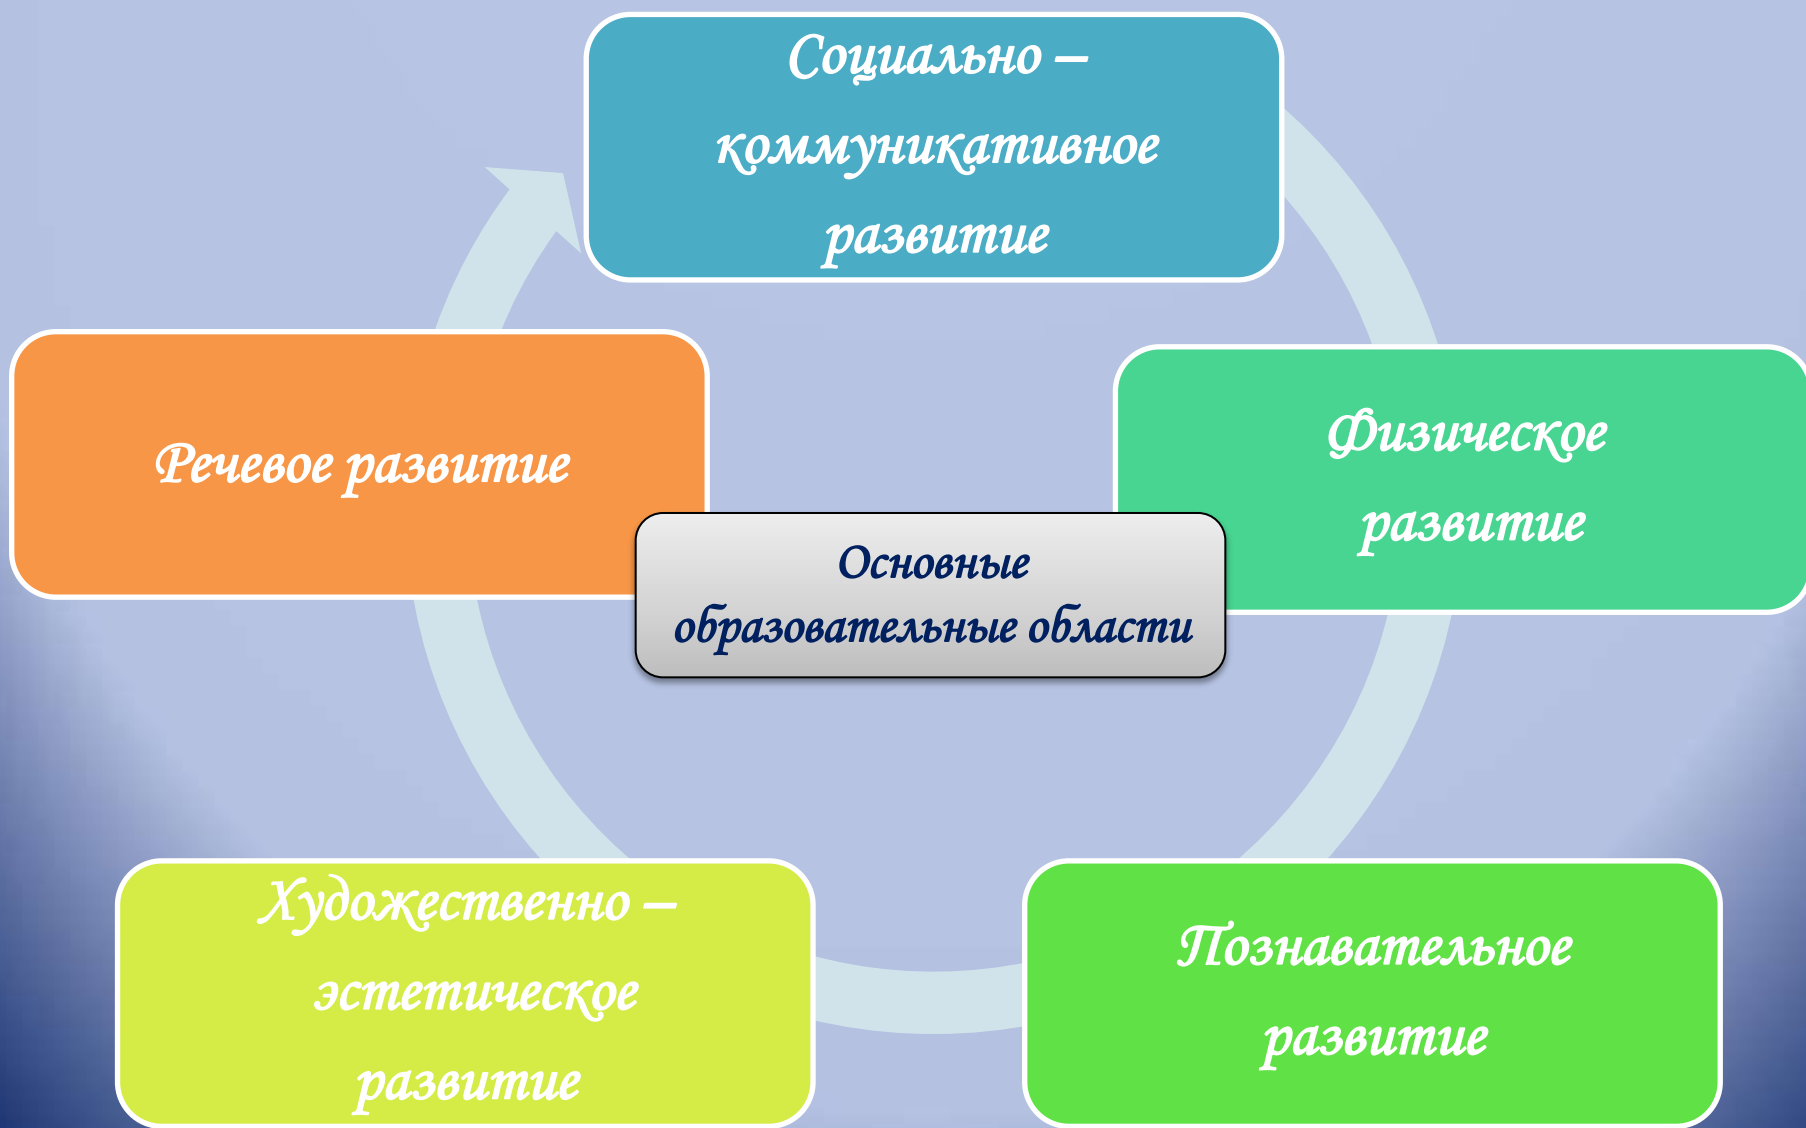 Социально –
коммуникативное
развитие
Речевое развитие
Физическое
развитие
Основные
образовательные области
Художественно –
эстетическое
развитие
Познавательное
развитие